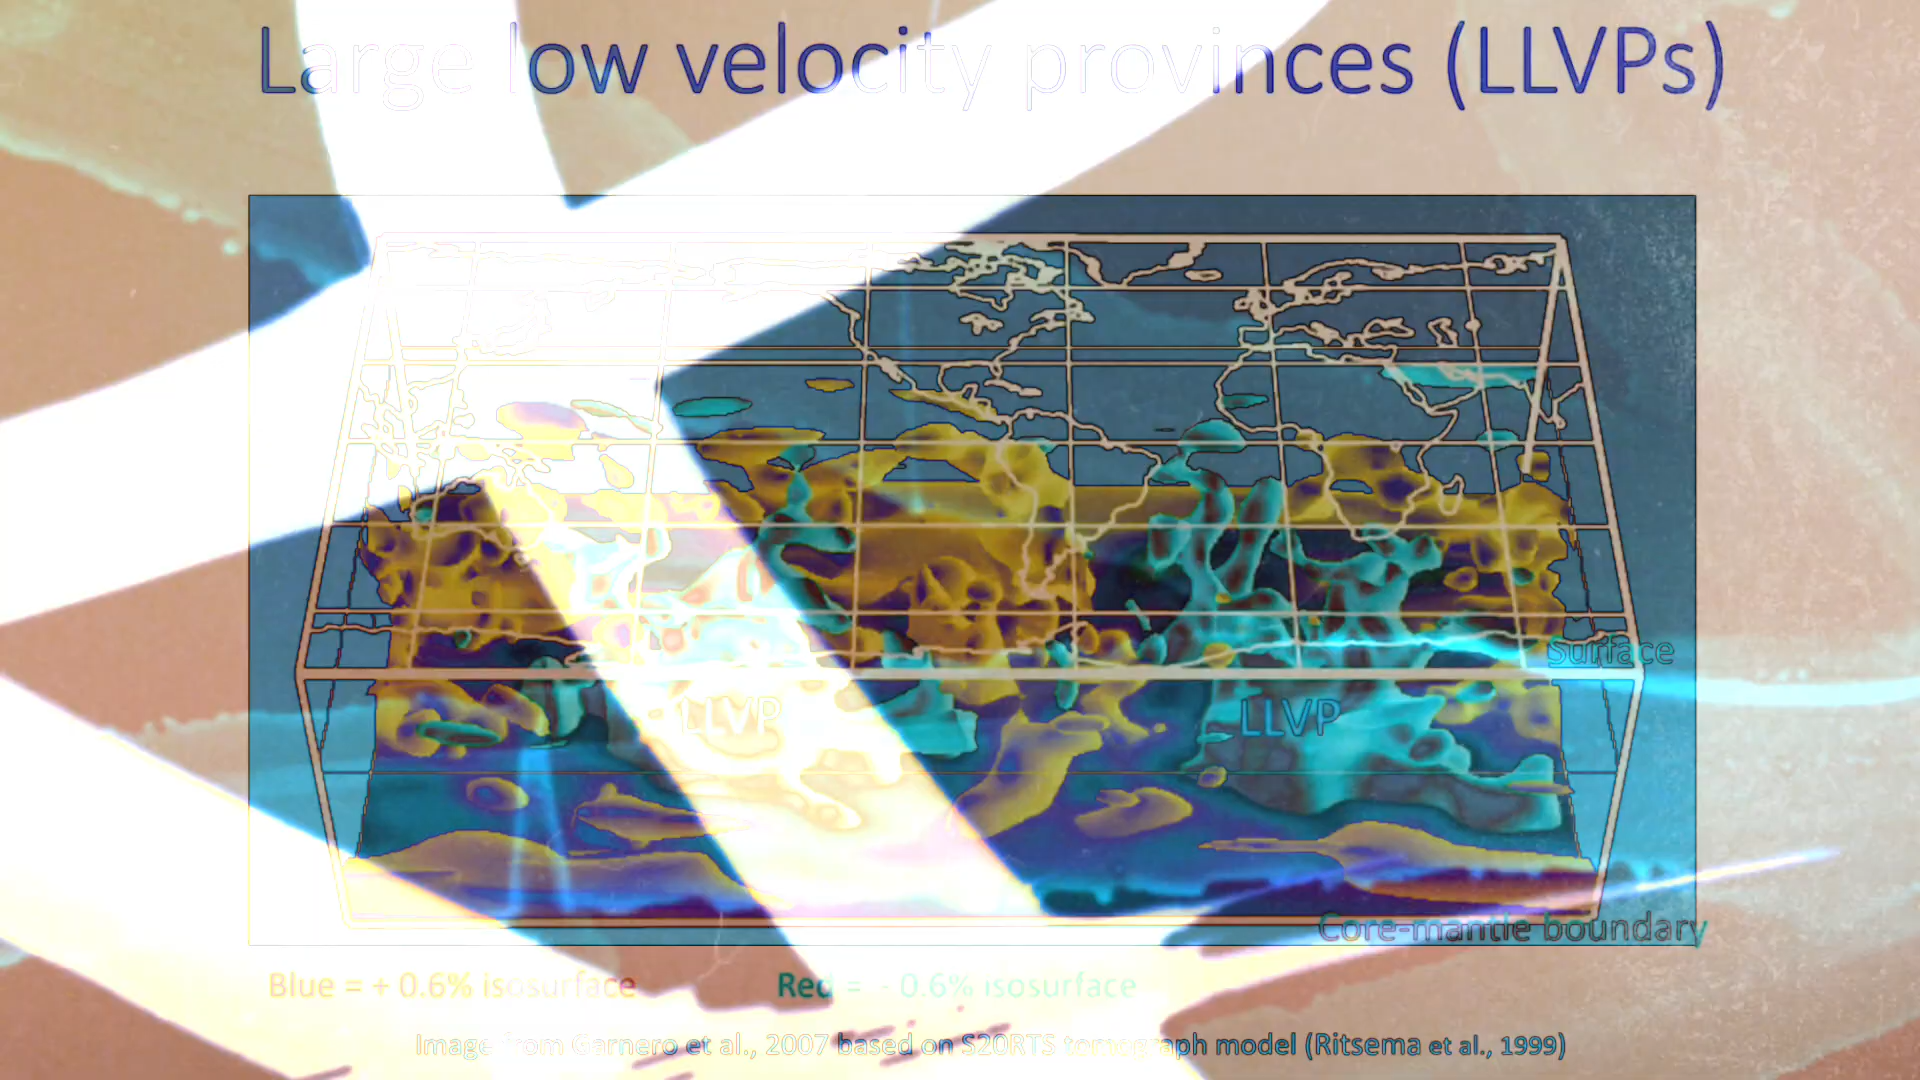 Large low velocity provinces (LLVPs)
Surface
LLVP
LLVP
Core-mantle boundary
Blue = + 0.6% isosurface
Red = - 0.6% isosurface
Image from Garnero et al., 2007 based on S20RTS tomograph model (Ritsema et al., 1999)